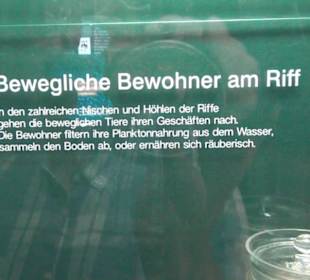 Bewegliche Bewohner am Riff
n den zahlreichen Nischen und Höhlen der Riffe
gehen die beweglichen Tiere ihren Geschäften nach.
Die Bewohner filtern ihre Planktonnahrung aus dem Wasser,
sammeln den Boden ab, oder ernähren sich räuberisch.